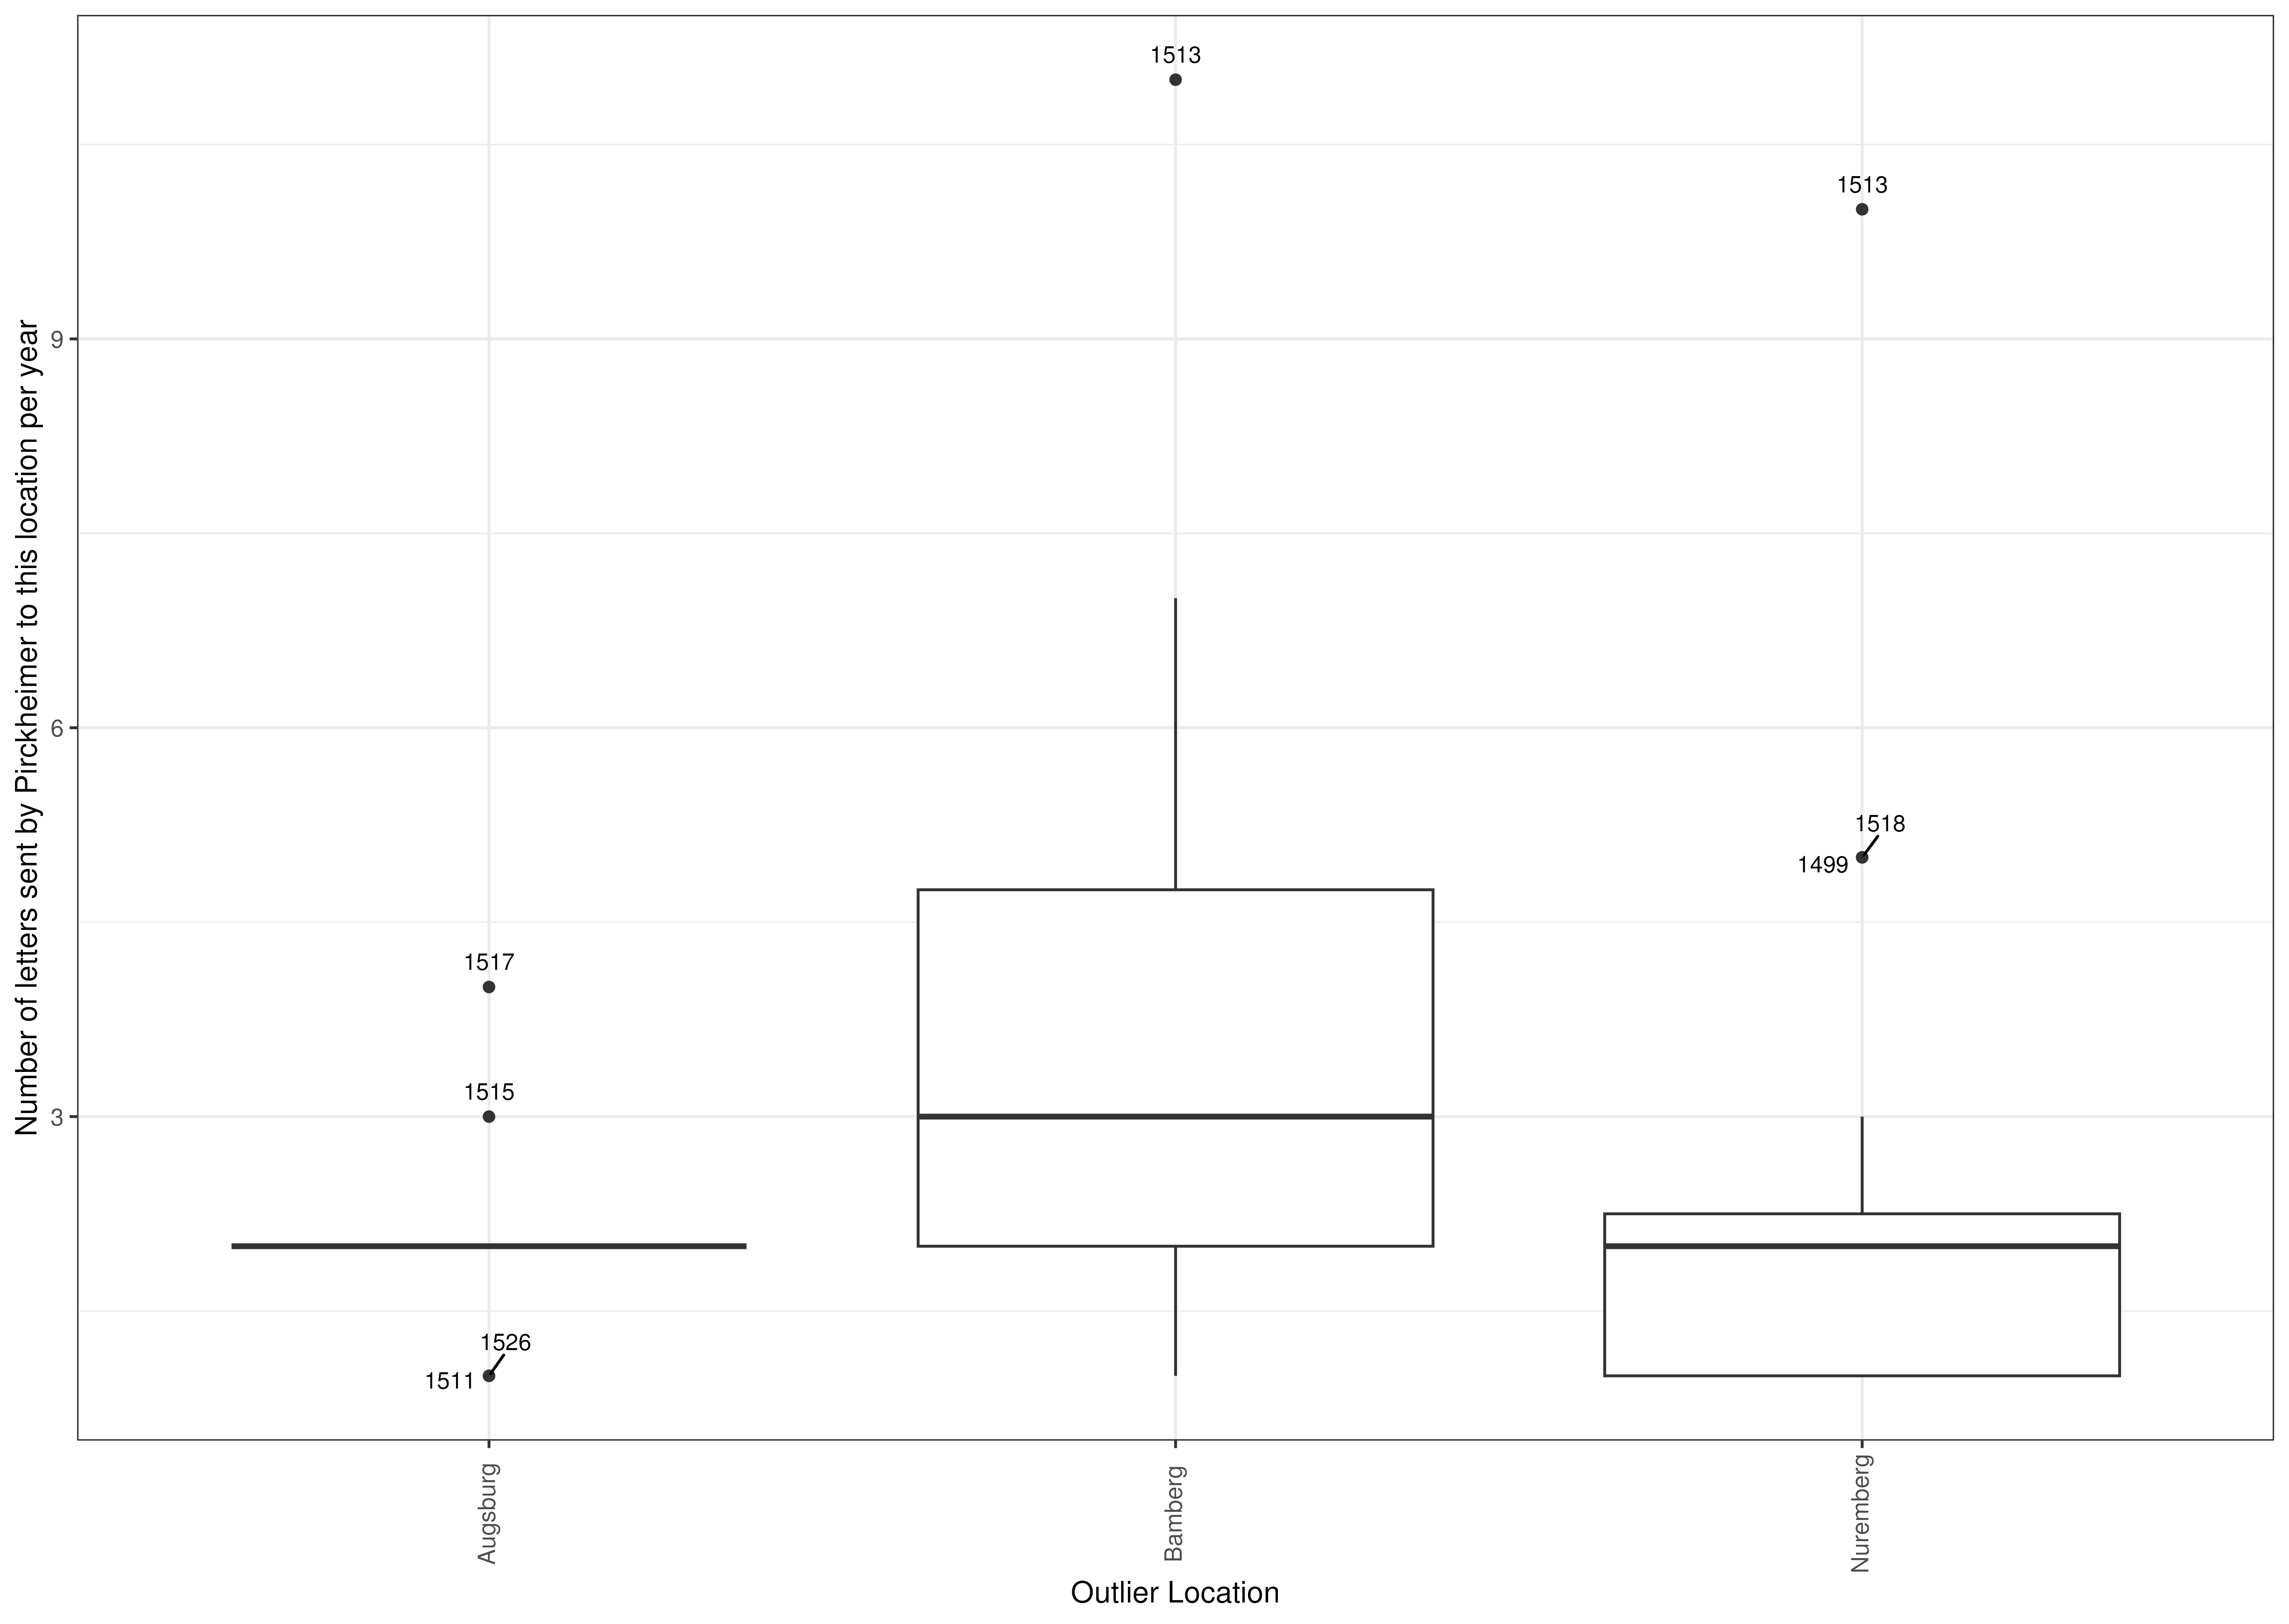 Number of letters sent by Pirckheimer to this location per year
9
6
3
1513
1513
1518
1499
1517
1515
1526
1511
Augsburg
Bamberg
Nuremberg
Outlier Location